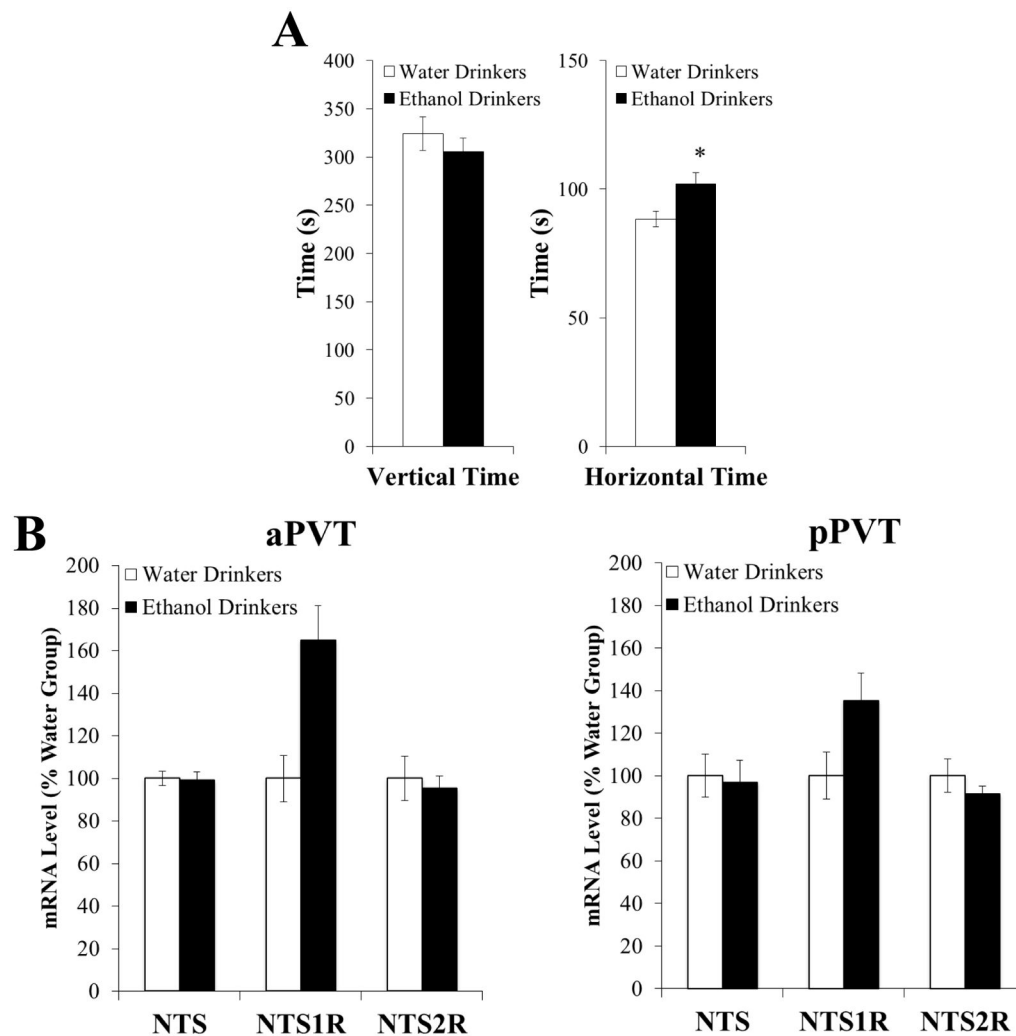 A
Time (s)
400
350
300
250
200
150
100
50
0
Water Drinkers
Ethanol Drinkers
Vertical Time
Time (s)
150
100
50
0
Water Drinkers
Ethanol Drinkers
*
Horizontal Time
B
aPVT
mRNA Level (% Water Group)
200
180
160
140
120
100
80
60
40
20
0
Water Drinkers
Ethanol Drinkers
NTS NTS1R NTS2R
pPVT
mRNA Level (% Water Group)
200
180
160
140
120
100
80
60
40
20
0
Water Drinkers
Ethanol Drinkers
NTS NTS1R NTS2R